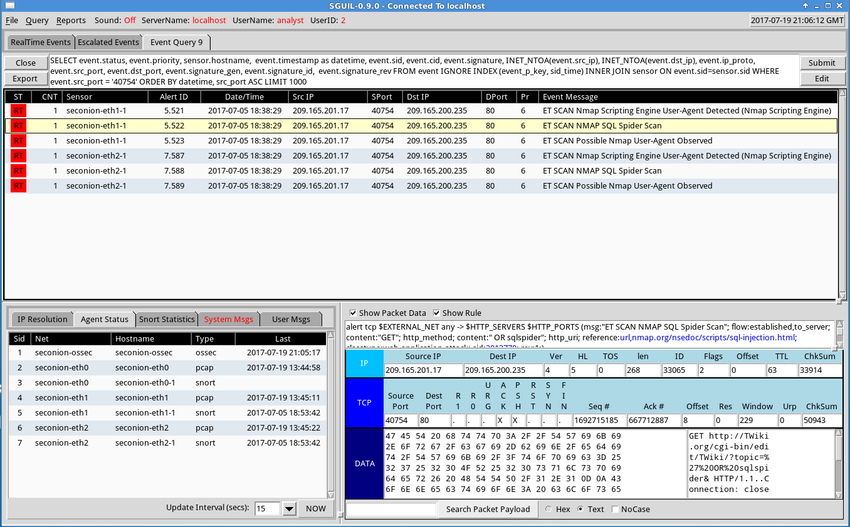 SGUIL-0.9.0 - Connected To localhost
File Query Reports Sound: Off ServerName: localhost UserName: analyst UserID: 2 2017-07-19 21:06:12 GMT
RealTime Events Escalated Events Event Query 9
Close Submit
Export Edit
SELECT event.status, event.priority, sensor.hostname, event.timestamp as datetime, event.sid, event.cid, event.signature, INET_NTOA(event.src_ip), INET_NTOA(event.dst_ip), event.ip_proto,
event.src_port, event.dst_port, event.signature_gen, event.signature_id, event.signature_rev FROM event IGNORE INDEX (event_p_key, sid_time) INNER JOIN sensor ON event.sid=sensor.sid WHERE
event.src_port = '40754' ORDER BY datetime, src_port ASC LIMIT 1000
ST CNT Sensor Alert ID Date/Time Src IP SPort Dst IP DPort Pr Event Message
RT 1 seconion-eth1-1 5.521 2017-07-05 18:38:29 209.165.201.17 40754 209.165.200.235 80 6 ET SCAN Nmap Scripting Engine User-Agent Detected (Nmap Scripting Engine)
RT 1 seconion-eth1-1 5.522 2017-07-05 18:38:29 209.165.201.17 40754 209.165.200.235 80 6 ET SCAN NMAP SQL Spider Scan
RT 1 seconion-eth1-1 5.523 2017-07-05 18:38:29 209.165.201.17 40754 209.165.200.235 80 6 ET SCAN Possible Nmap User-Agent Observed
RT 1 seconion-eth2-1 7.587 2017-07-05 18:38:29 209.165.201.17 40754 209.165.200.235 80 6 ET SCAN Nmap Scripting Engine User-Agent Detected (Nmap Scripting Engine)
RT 1 seconion-eth2-1 7.588 2017-07-05 18:38:29 209.165.201.17 40754 209.165.200.235 80 6 ET SCAN NMAP SQL Spider Scan
RT 1 seconion-eth2-1 7.589 2017-07-05 18:38:29 209.165.201.17 40754 209.165.200.235 80 6 ET SCAN Possible Nmap User-Agent Observed
IP Resolution Agent Status Snort Statistics System Msgs User Msgs
Sid Net Hostname Type Last
1 seconion-ossec seconion-ossec ossec 2017-07-19 21:05:17
2 seconion-eth0 seconion-eth0 pcap 2017-07-19 13:44:58
3 seconion-eth0 seconion-eth0-1 snort
4 seconion-eth1 seconion-eth1 pcap 2017-07-19 13:45:11
5 seconion-eth1 seconion-eth1-1 snort 2017-07-05 18:53:42
6 seconion-eth2 seconion-eth2 pcap 2017-07-19 13:45:22
7 seconion-eth2 seconion-eth2-1 snort 2017-07-05 18:53:42
Update Interval (secs): 15 NOW
Show Packet Data Show Rule
alert tcp $EXTERNAL_NET any -> $HTTP_SERVERS $HTTP_PORTS (msg:"ET SCAN NMAP SQL Spider Scan"; flow:established,to_server;
content:"GET"; http_method; content:" OR sqlspider"; http_uri; reference:url,nmap.org/nsedoc/scripts/sql-injection.html;
IP Source IP Dest IP Ver HL TOS len ID Flags Offset TTL ChkSum
209.165.201.17 209.165.200.235 4 5 0 268 33065 2 0 63 33914
TCP Source Port Dest Port R1 R0 URG ACK PSH RST SYN FIN Seq # Ack # Offset Res Window Urp ChkSum
40754 80 . . . X X . . . 1692715185 667712887 8 0 229 0 50943
DATA
47 45 54 20 68 74 74 70 3A 2F 2F 54 57 69 6B 69 GET http://TWiki
2E 6F 72 67 2F 63 67 69 2D 62 69 6E 2F 65 64 69 .org/cgi-bin/edi
74 2F 54 57 69 6B 69 2F 3F 74 6F 70 69 63 3D 25 t/TWiki/?topic=%
32 37 25 32 30 4F 52 25 32 30 73 71 6C 73 70 69 27%20OR%20sqlspi
64 65 72 26 20 48 54 54 50 2F 31 2E 31 0D 0A 43 der& HTTP/1.1..C
6F 6E 6E 65 63 74 69 6F 6E 3A 20 63 6C 6F 73 65 onnection: close
Search Packet Payload Hex Text NoCase